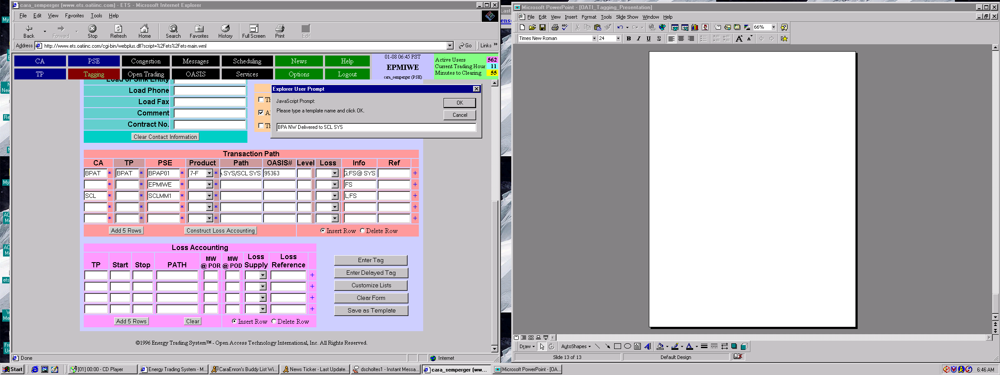 cara_semperger (www.ets.oatiinc.com) - ETS - Microsoft Internet Explorer
File Edit View Favorites Tools Help
Back Forward Stop Refresh Home Search Favorites History Full Screen Print Edit
Address http://www.ets.oatiinc.com/cgi-bin/webplus.dll?script=%2Fets%2Fets-main.wml Go Links »
CA PSE Congestion Messages Scheduling News Help
TP Tagging Open Trading OASIS Services Options Logout
01-08 06:45 PST
EPMIWE
cara_semperger (PSE)
Active Users 562
Current Trading Hour 11
Minutes to Clearing 55
Load or Sink Entity
Load Phone
Load Fax
Comment
Contract No.
Clear Contact Information
Explorer User Prompt
JavaScript Prompt:
Please type a template name and click OK.
OK
Cancel
BPA NW Delivered to SCL SYS
Transaction Path
CA TP PSE Product Path OASIS# Level Loss Info Ref
BPAT * BPAT * BPAP01 * 7-F * SYS/SCL SYS 95363 G;FS@ SYS +
* * EPMIWE * * FS +
SCL * * SCLMM1 * * L;FS +
* * * * +
* * * * +
Add 5 Rows Construct Loss Accounting Insert Row Delete Row
Loss Accounting
TP Start Stop PATH MW @ POR MW @ POD Loss Supply Loss Reference
+
+
+
+
Add 5 Rows Clear Insert Row Delete Row
Enter Tag
Enter Delayed Tag
Customize Lists
Clear Form
Save as Template
©1996 Energy Trading System™ - Open Access Technology International, Inc. All Rights Reserved.
Done Internet
Microsoft PowerPoint - [OATI_Tagging_Presentation]
File Edit View Insert Format Tools Slide Show Window Help
66%
Times New Roman 24 B I U S
Draw AutoShapes
Slide 13 of 13 Default Design
Start [01] 00:00 - CD Player Energy Trading System - M... CaraEnron's Buddy List Wi... News Ticker - Last Update... dscholtes1 - Instant Messa... cara_semperger (ww... Microsoft PowerPoint - [OA... 6:46 AM